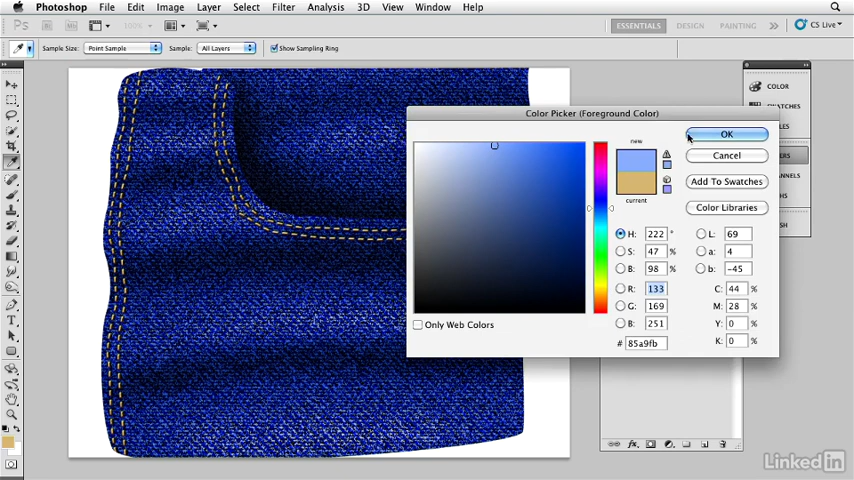 Photoshop File Edit Image Layer Select Filter Analysis 3D View Window Help
Ps 100% ESSENTIALS DESIGN PAINTING CS Live
Sample Size: Point Sample Sample: All Layers Show Sampling Ring
COLOR
SWATCHES
Color Picker (Foreground Color)
new
current
OK
Cancel
Add To Swatches
Color Libraries
H: 222 ° L: 69
S: 47 % a: 4
B: 98 % b: -45
R: 133 C: 44 %
G: 169 M: 28 %
B: 251 Y: 0 %
# 85a9fb K: 0 %
Only Web Colors
fx
LinkedIn